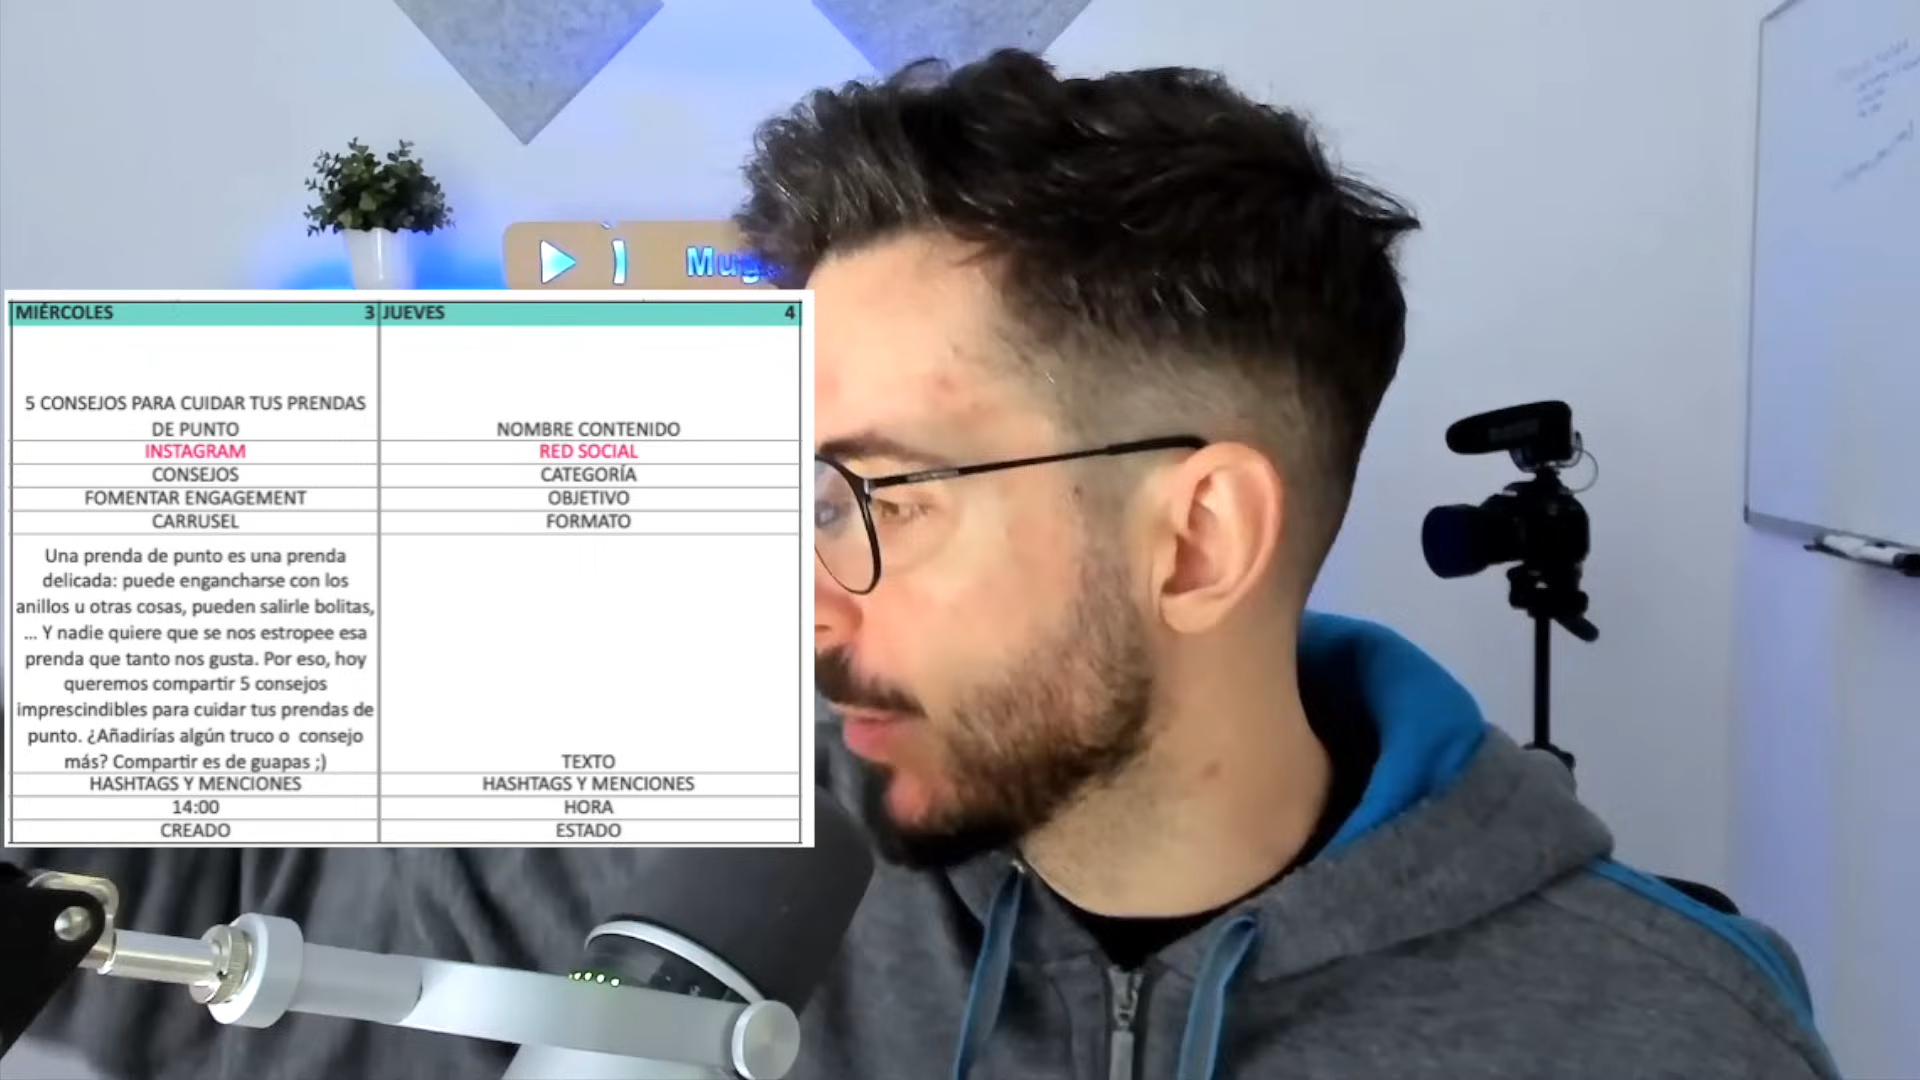 Mug
MIÉRCOLES 3 JUEVES 4
5 CONSEJOS PARA CUIDAR TUS PRENDAS
DE PUNTO
NOMBRE CONTENIDO
INSTAGRAM
RED SOCIAL
CONSEJOS
CATEGORÍA
FOMENTAR ENGAGEMENT
OBJETIVO
CARRUSEL
FORMATO
Una prenda de punto es una prenda
delicada: puede engancharse con los
anillos u otras cosas, pueden salirle bolitas,
... Y nadie quiere que se nos estropee esa
prenda que tanto nos gusta. Por eso, hoy
queremos compartir 5 consejos
imprescindibles para cuidar tus prendas de
punto. ¿Añadirías algún truco o consejo
más? Compartir es de guapas ;)
TEXTO
HASHTAGS Y MENCIONES
HASHTAGS Y MENCIONES
14:00
HORA
CREADO
ESTADO